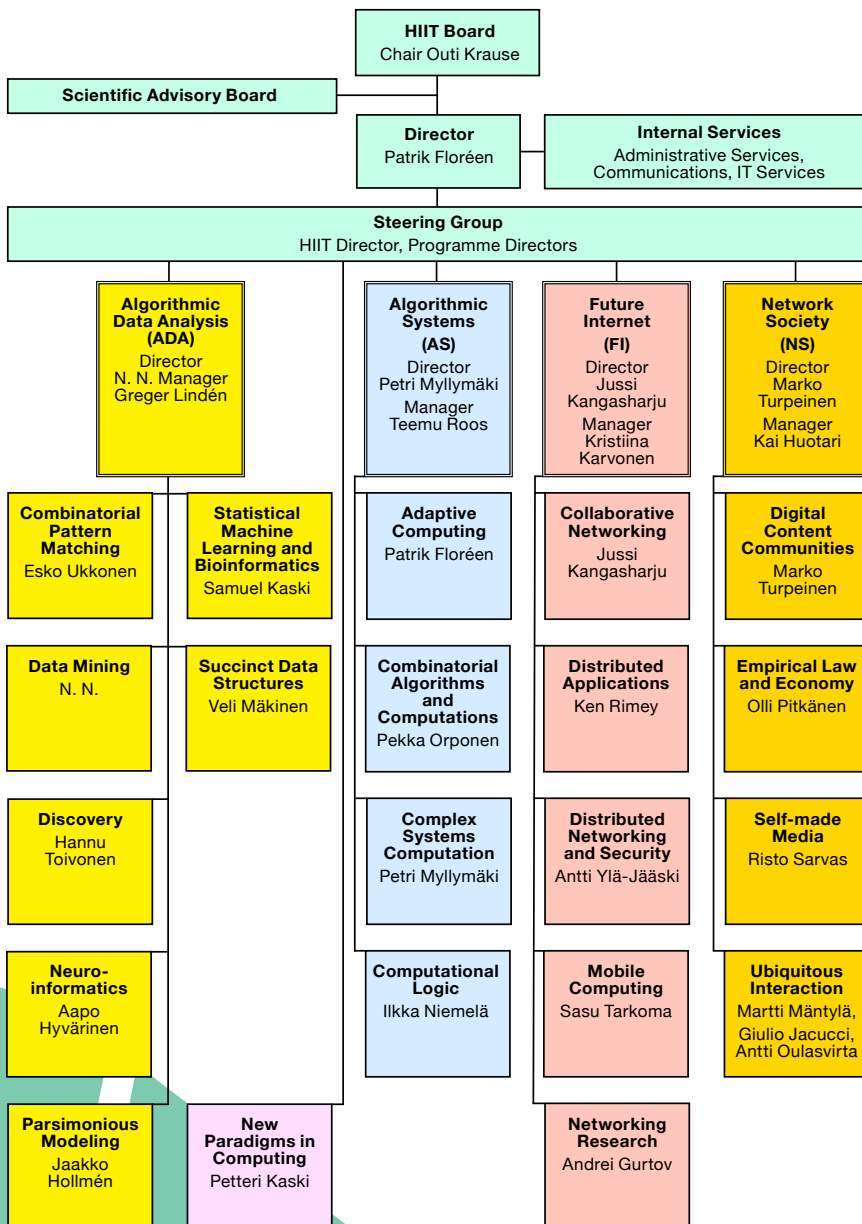 HIIT Board
Chair Outi Krause
Scientific Advisory Board
Director
Patrik Floréen
Internal Services
Administrative Services,
Communications, IT Services
Steering Group
HIIT Director, Programme Directors
Algorithmic
Data Analysis
(ADA)
Director
N. N. Manager
Greger Lindén
Algorithmic
Systems
(AS)
Director
Petri Myllymäki
Manager
Teemu Roos
Future
Internet
(FI)
Director
Jussi
Kangasharju
Manager
Kristiina
Karvonen
Network
Society
(NS)
Director
Marko
Turpeinen
Manager
Kai Huotari
Combinatorial
Pattern
Matching
Esko Ukkonen
Statistical
Machine
Learning and
Bioinformatics
Samuel Kaski
Adaptive
Computing
Patrik Floréen
Collaborative
Networking
Jussi
Kangasharju
Digital
Content
Communities
Marko
Turpeinen
Data Mining
N. N.
Succinct Data
Structures
Veli Mäkinen
Combinatorial
Algorithms
and
Computations
Pekka Orponen
Distributed
Applications
Ken Rimey
Empirical Law
and Economy
Olli Pitkänen
Discovery
Hannu
Toivonen
Complex
Systems
Computation
Petri Myllymäki
Distributed
Networking
and Security
Antti Ylä-Jääski
Self-made
Media
Risto Sarvas
Neuro-
informatics
Aapo
Hyvärinen
Computational
Logic
Ilkka Niemelä
Mobile
Computing
Sasu Tarkoma
Ubiquitous
Interaction
Martti Mäntylä,
Giulio Jacucci,
Antti Oulasvirta
Parsimonious
Modeling
Jaakko
Hollmén
New
Paradigms in
Computing
Petteri Kaski
Networking
Research
Andrei Gurtov